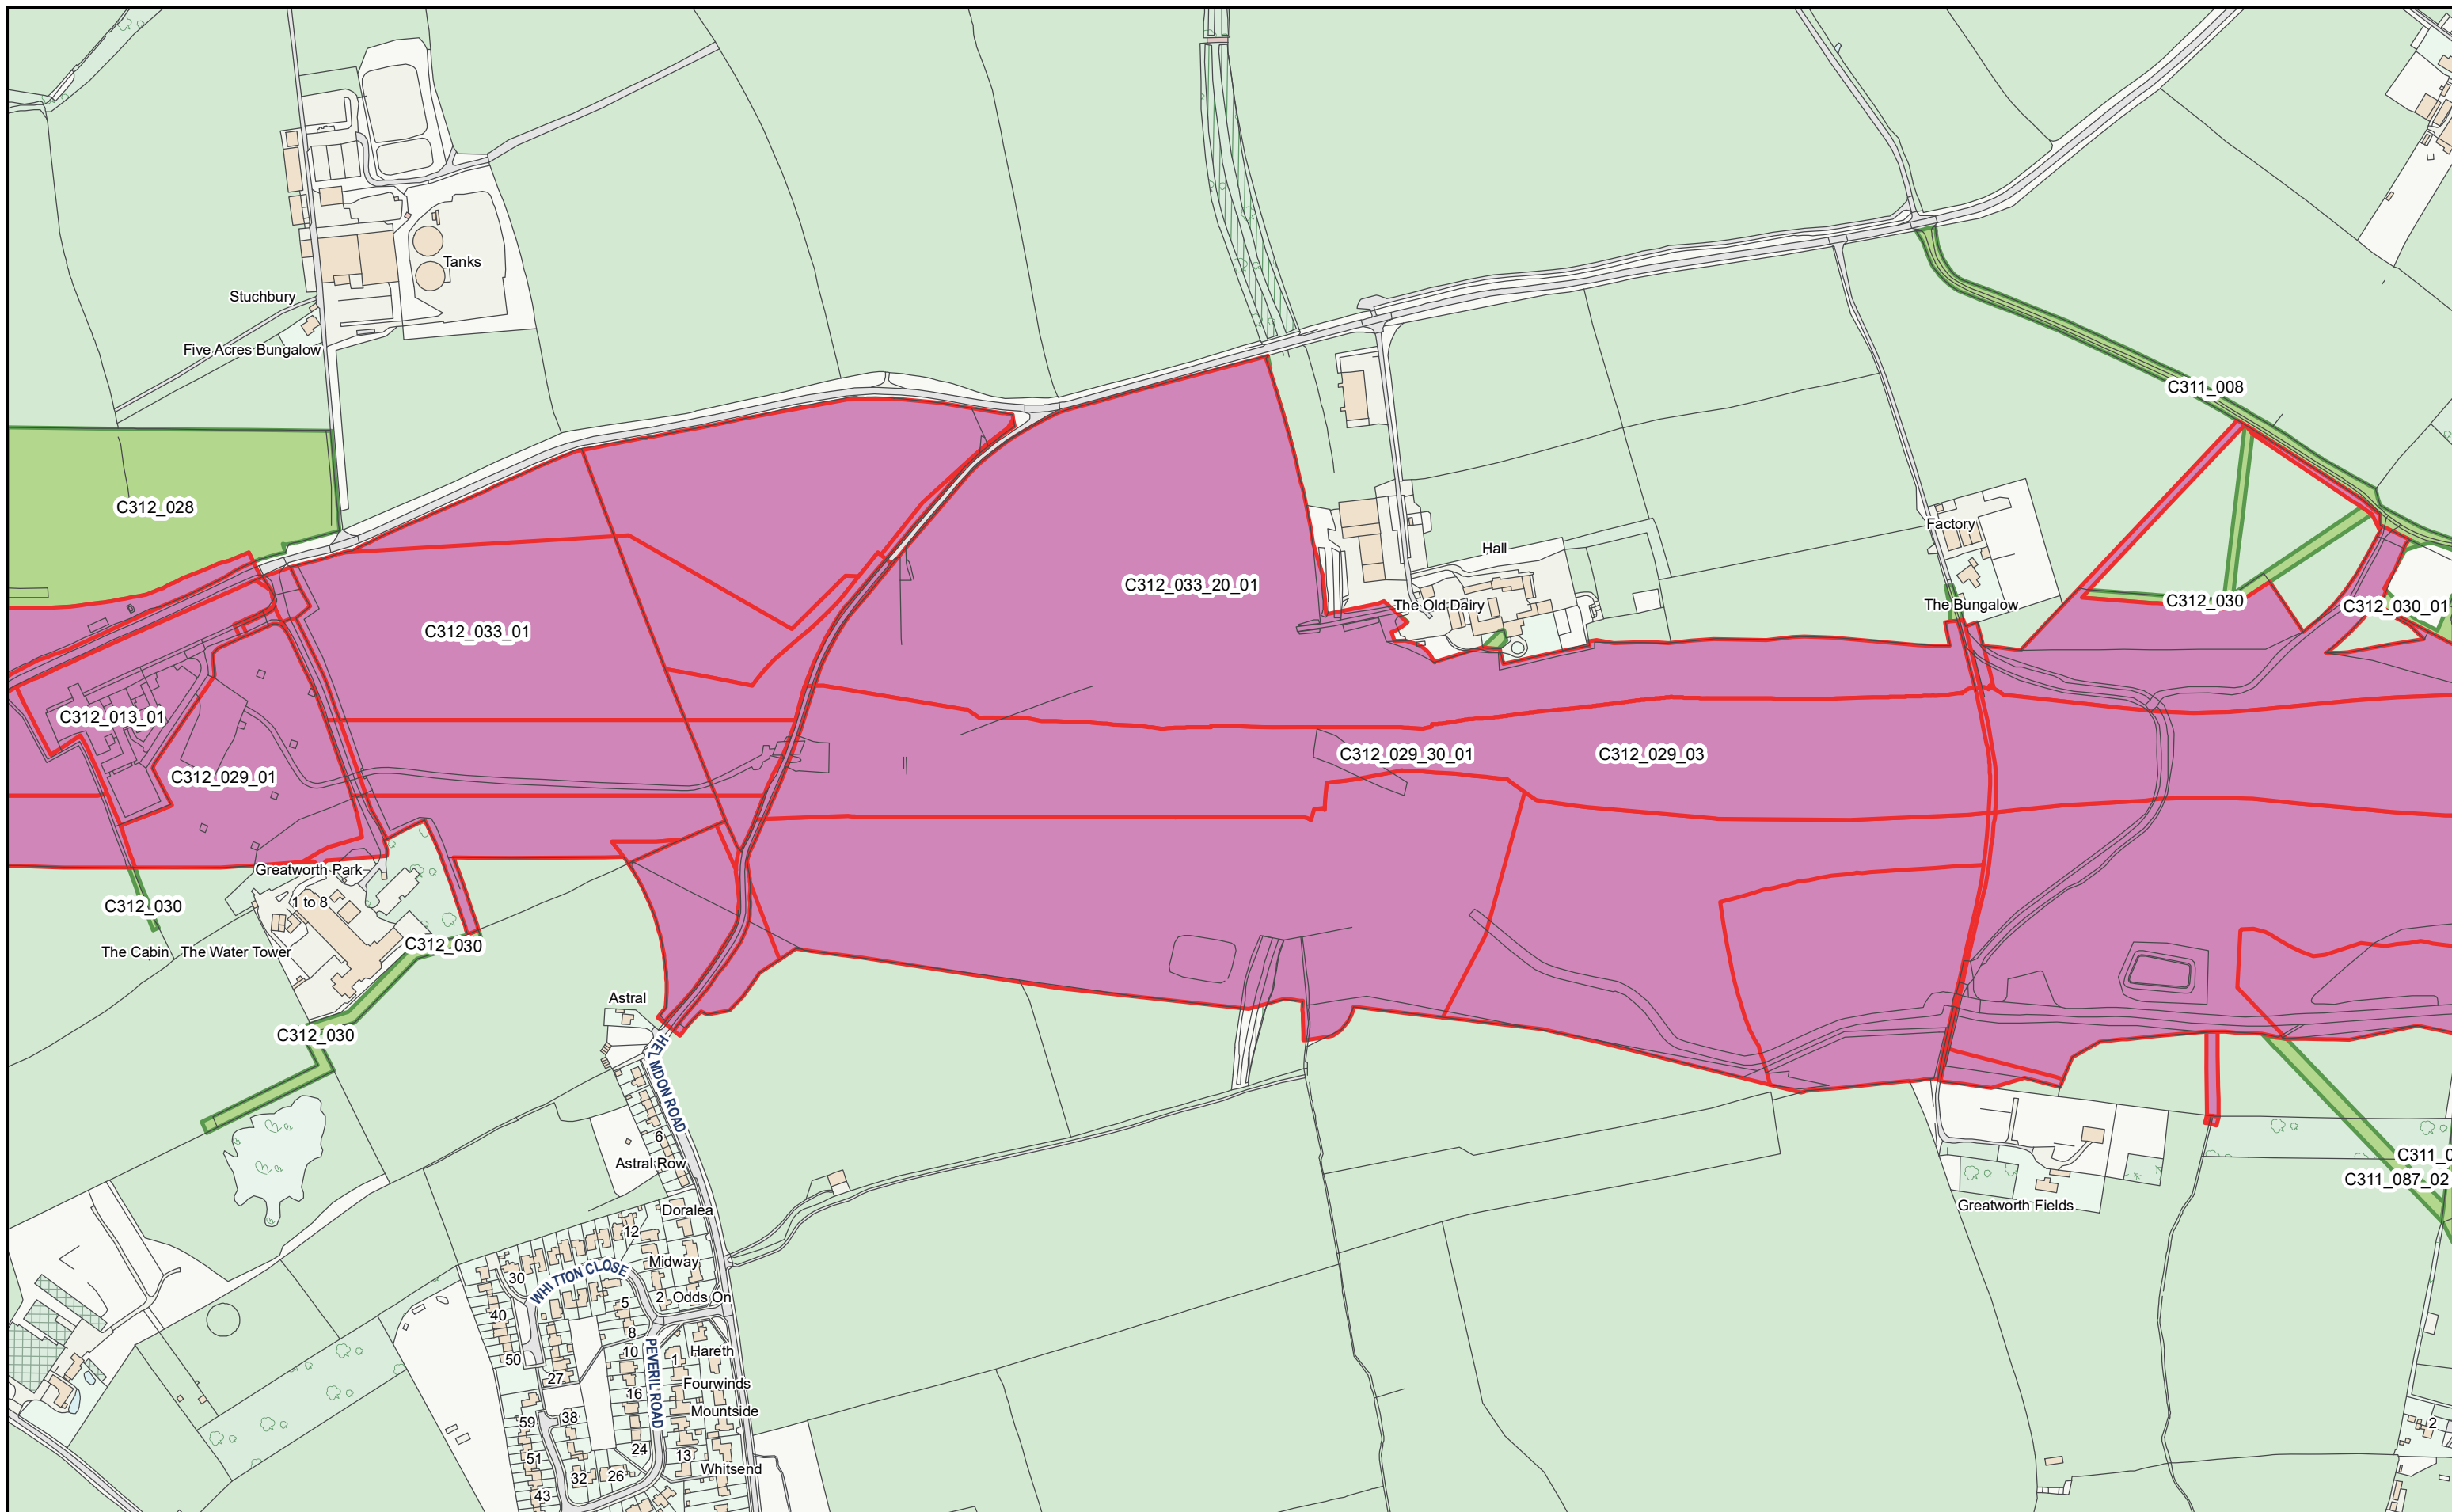 Tanks
Stuchbury
Five Acres Bungalow
C311_008
C312_028
Factory
Hall
C312_033_20_01
The Old Dairy
The Bungalow
C312_030
C312_030_01
C312_033_01
C312_013_01
C312_029_01
C312_029_30_01
C312_029_03
Greatworth Park
1 to 8
C312_030
The Cabin
The Water Tower
C312_030
Astral
C312_030
HELMDON ROAD
6
Astral Row
C311_0
C311_087_02
Greatworth Fields
Doralea
12
Midway
WHITTON CLOSE
30
2
Odds On
5
40
8
PEVERIL ROAD
10
1
Hareth
50
27
Fourwinds
16
Mountside
38
59
2
24
13
51
Whitsend
32
26
43